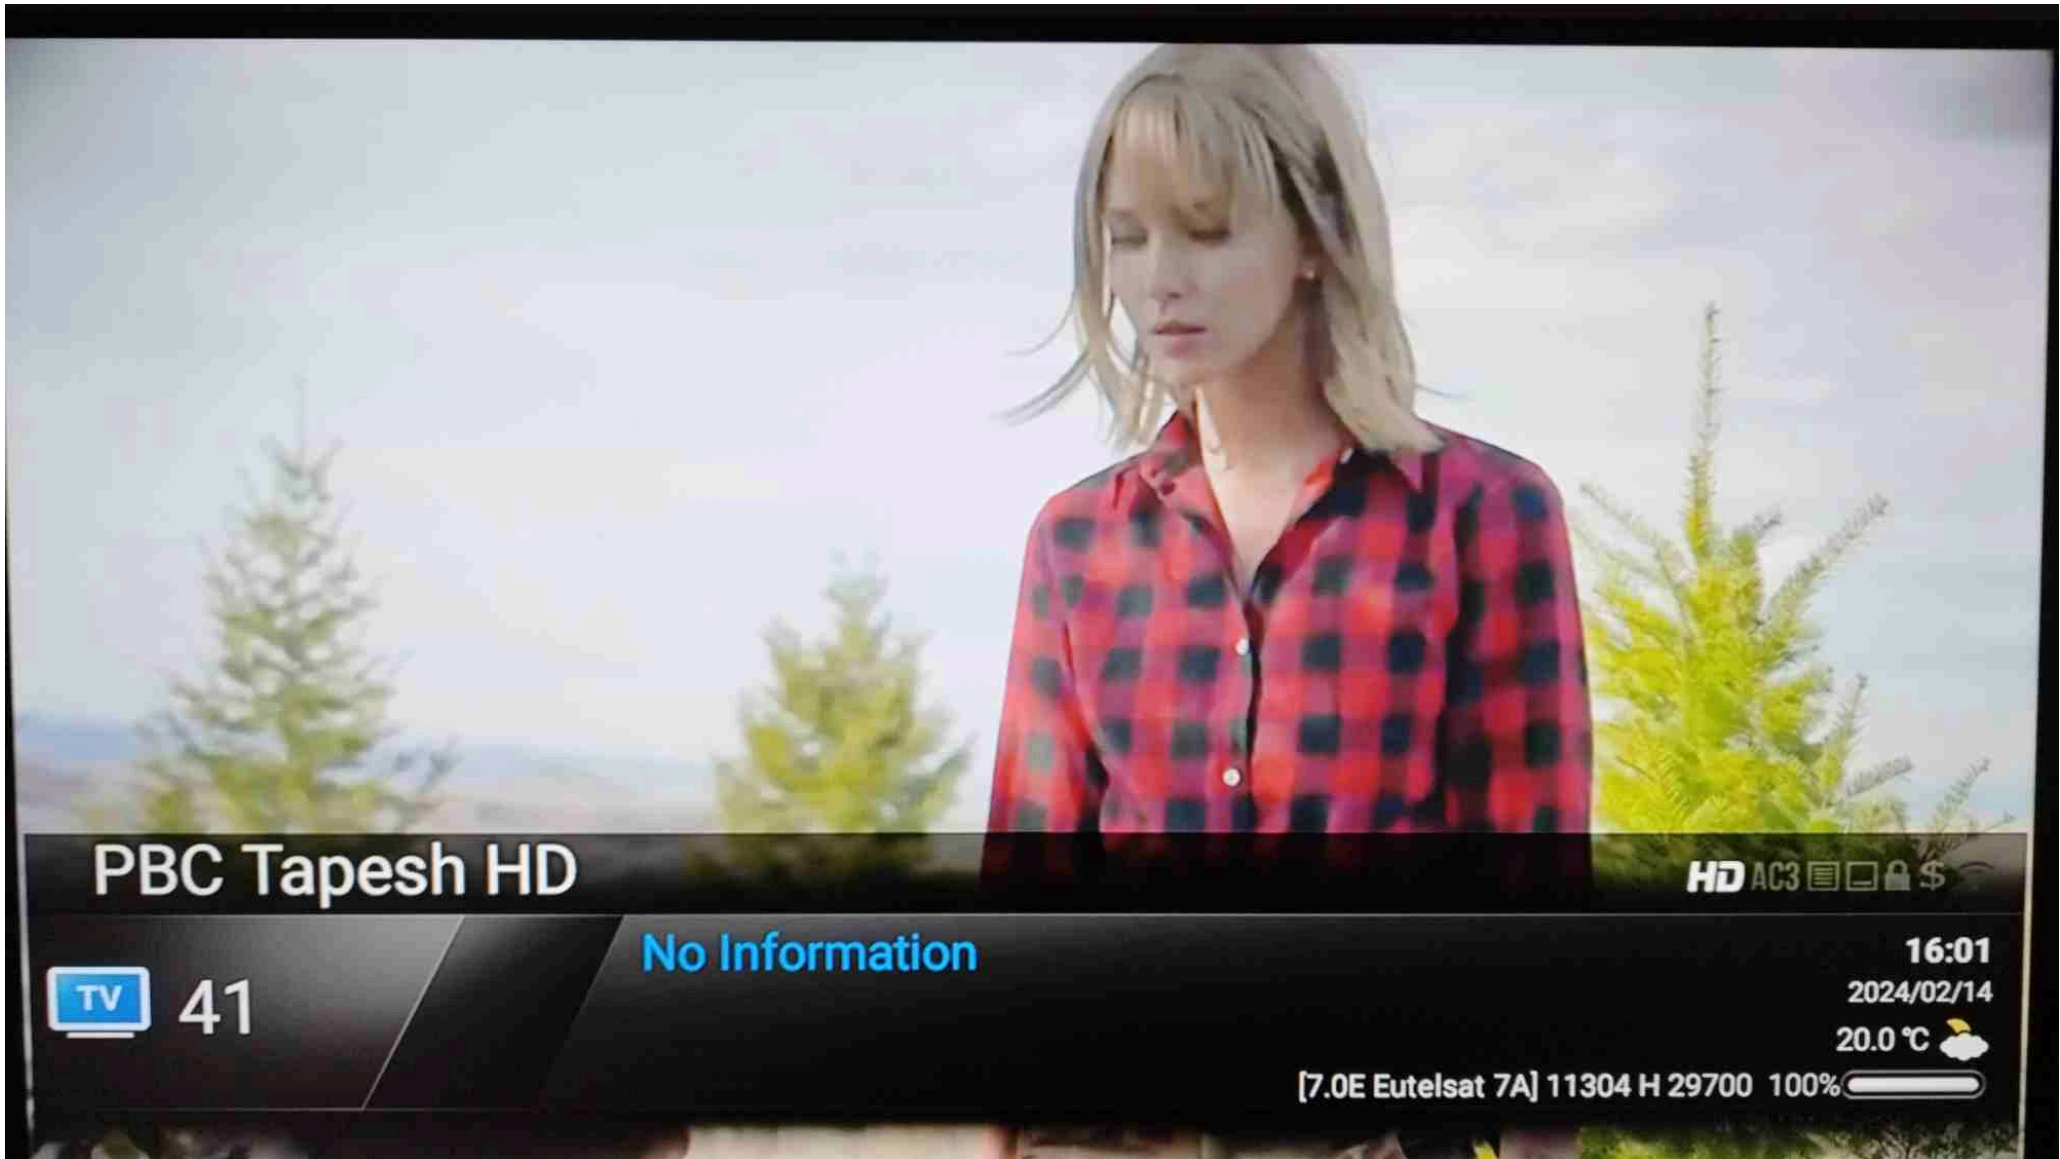 PBC Tapesh HD
HD AC3 $
TV 41
No Information
16:01
2024/02/14
20.0 °C
[7.0E Eutelsat 7A] 11304 H 29700 100%